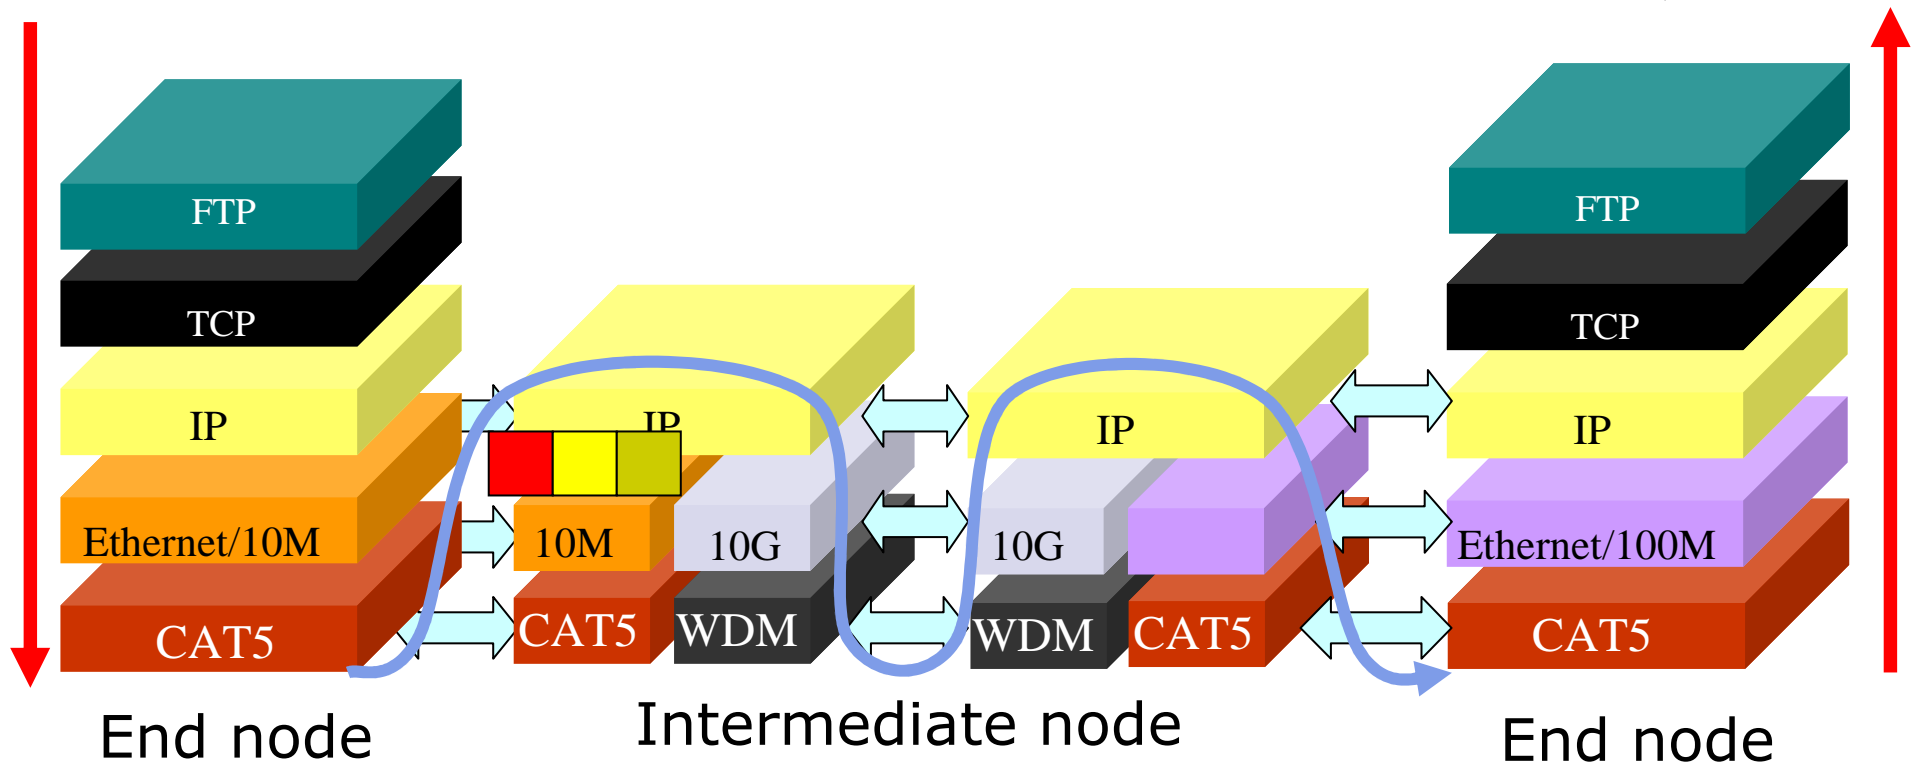 FTP
TCP
IP
Ethernet/10M
CAT5
End node
IP
10M
10G
CAT5
WDM
IP
10G
WDM
CAT5
Intermediate node
FTP
TCP
IP
Ethernet/100M
CAT5
End node